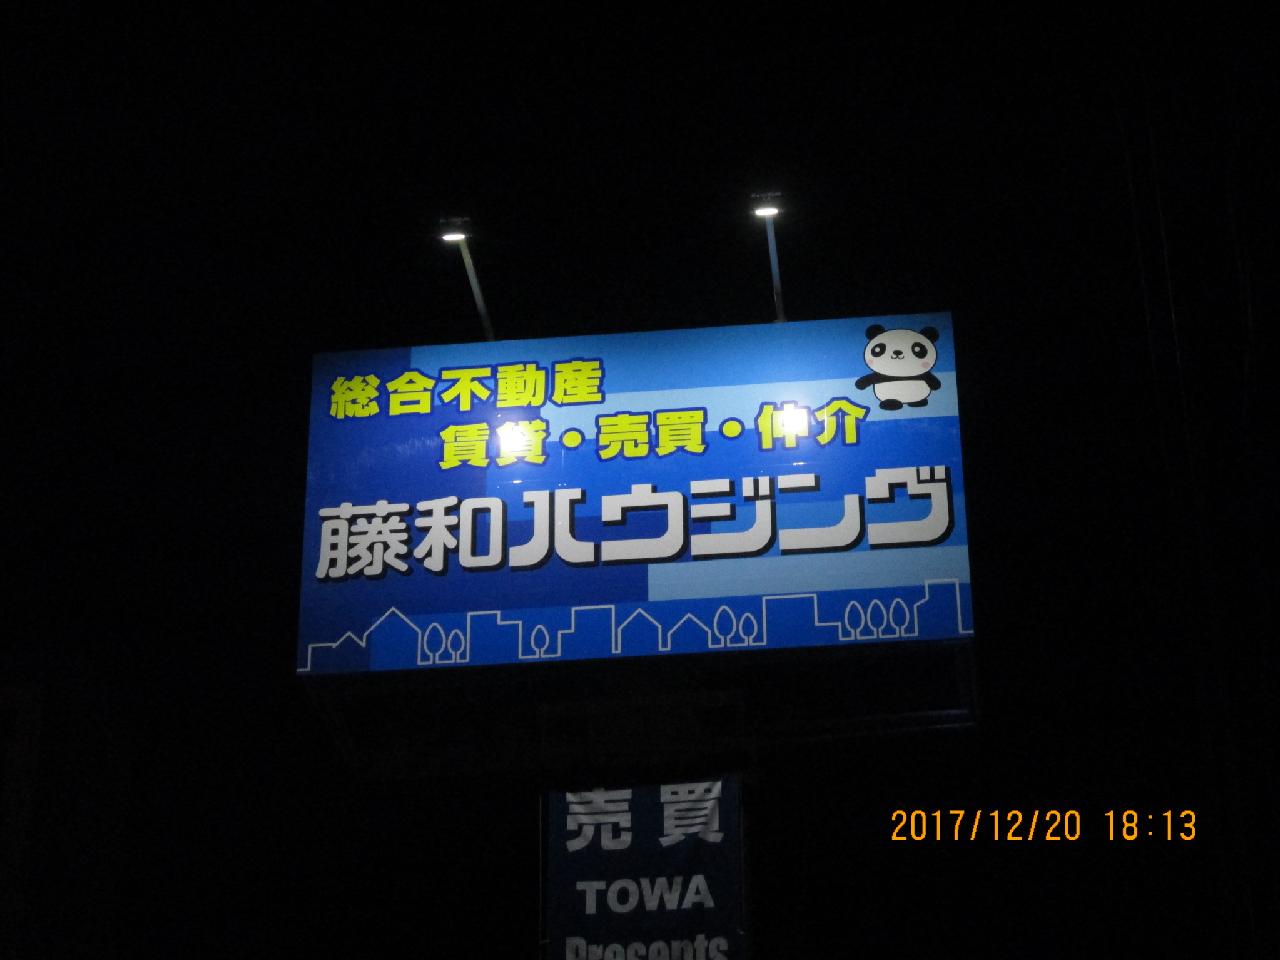 総合不動産
賃貸・売買・仲介
藤和ハウジング
売買
TOWA
Presents
2017/12/20 18:13